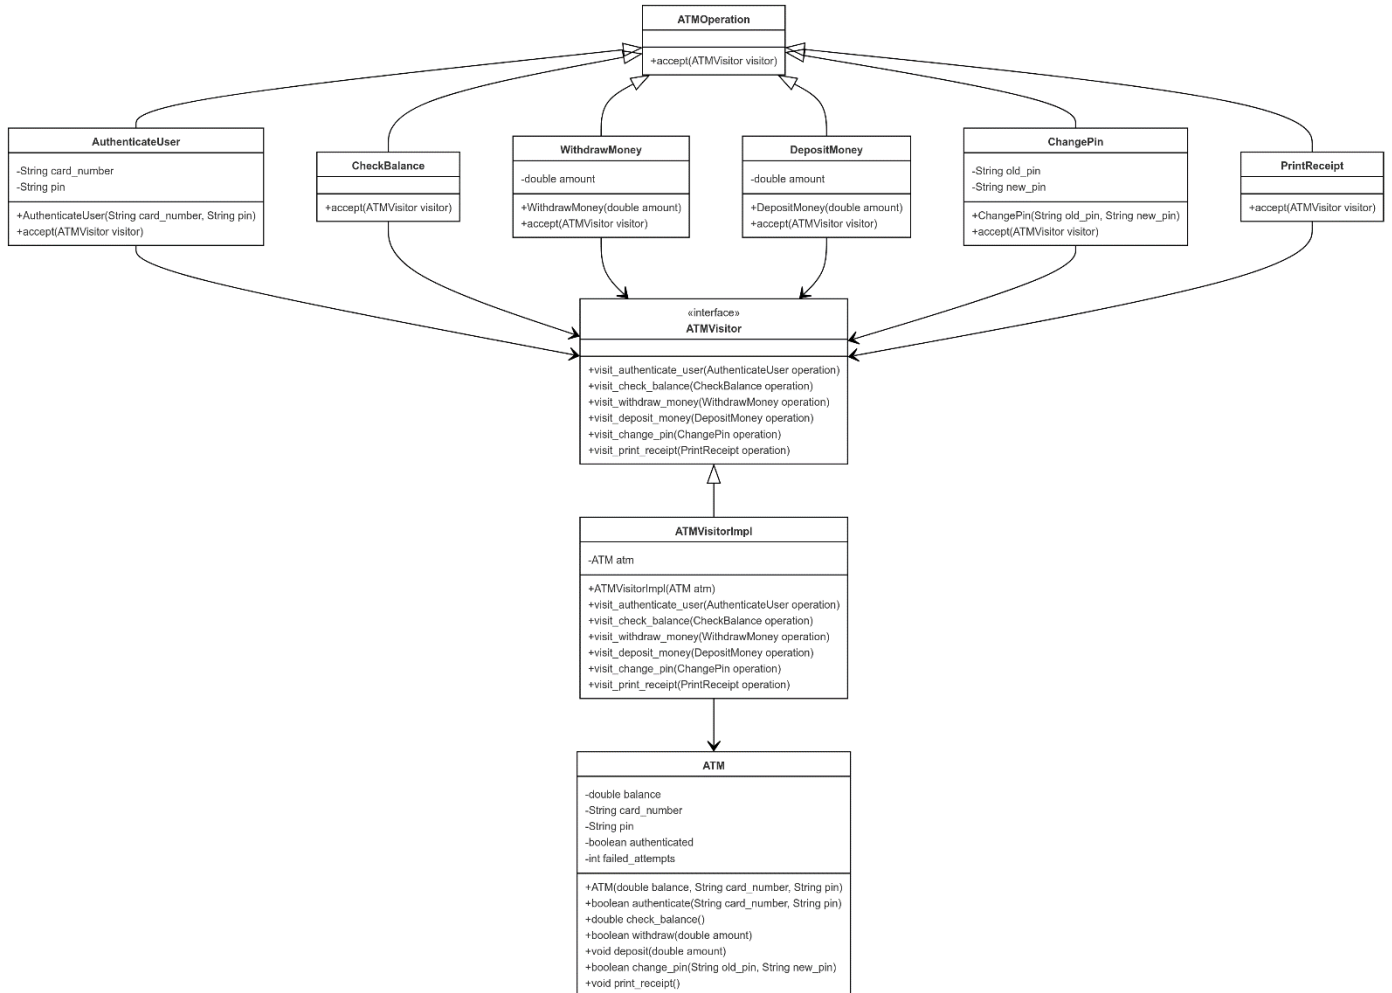 ATMOperation
+accept(ATMVisitor visitor)
AuthenticateUser
-String card_number
-String pin
+AuthenticateUser(String card_number, String pin)
+accept(ATMVisitor visitor)
CheckBalance
+accept(ATMVisitor visitor)
WithdrawMoney
-double amount
+WithdrawMoney(double amount)
+accept(ATMVisitor visitor)
DepositMoney
-double amount
+DepositMoney(double amount)
+accept(ATMVisitor visitor)
ChangePin
-String old_pin
-String new_pin
+ChangePin(String old_pin, String new_pin)
+accept(ATMVisitor visitor)
PrintReceipt
+accept(ATMVisitor visitor)
«interface»
ATMVisitor
+visit_authenticate_user(AuthenticateUser operation)
+visit_check_balance(CheckBalance operation)
+visit_withdraw_money(WithdrawMoney operation)
+visit_deposit_money(DepositMoney operation)
+visit_change_pin(ChangePin operation)
+visit_print_receipt(PrintReceipt operation)
ATMVisitorImpl
-ATM atm
+ATMVisitorImpl(ATM atm)
+visit_authenticate_user(AuthenticateUser operation)
+visit_check_balance(CheckBalance operation)
+visit_withdraw_money(WithdrawMoney operation)
+visit_deposit_money(DepositMoney operation)
+visit_change_pin(ChangePin operation)
+visit_print_receipt(PrintReceipt operation)
ATM
-double balance
-String card_number
-String pin
-boolean authenticated
-int failed_attempts
+ATM(double balance, String card_number, String pin)
+boolean authenticate(String card_number, String pin)
+double check_balance()
+boolean withdraw(double amount)
+void deposit(double amount)
+boolean change_pin(String old_pin, String new_pin)
+void print_receipt()